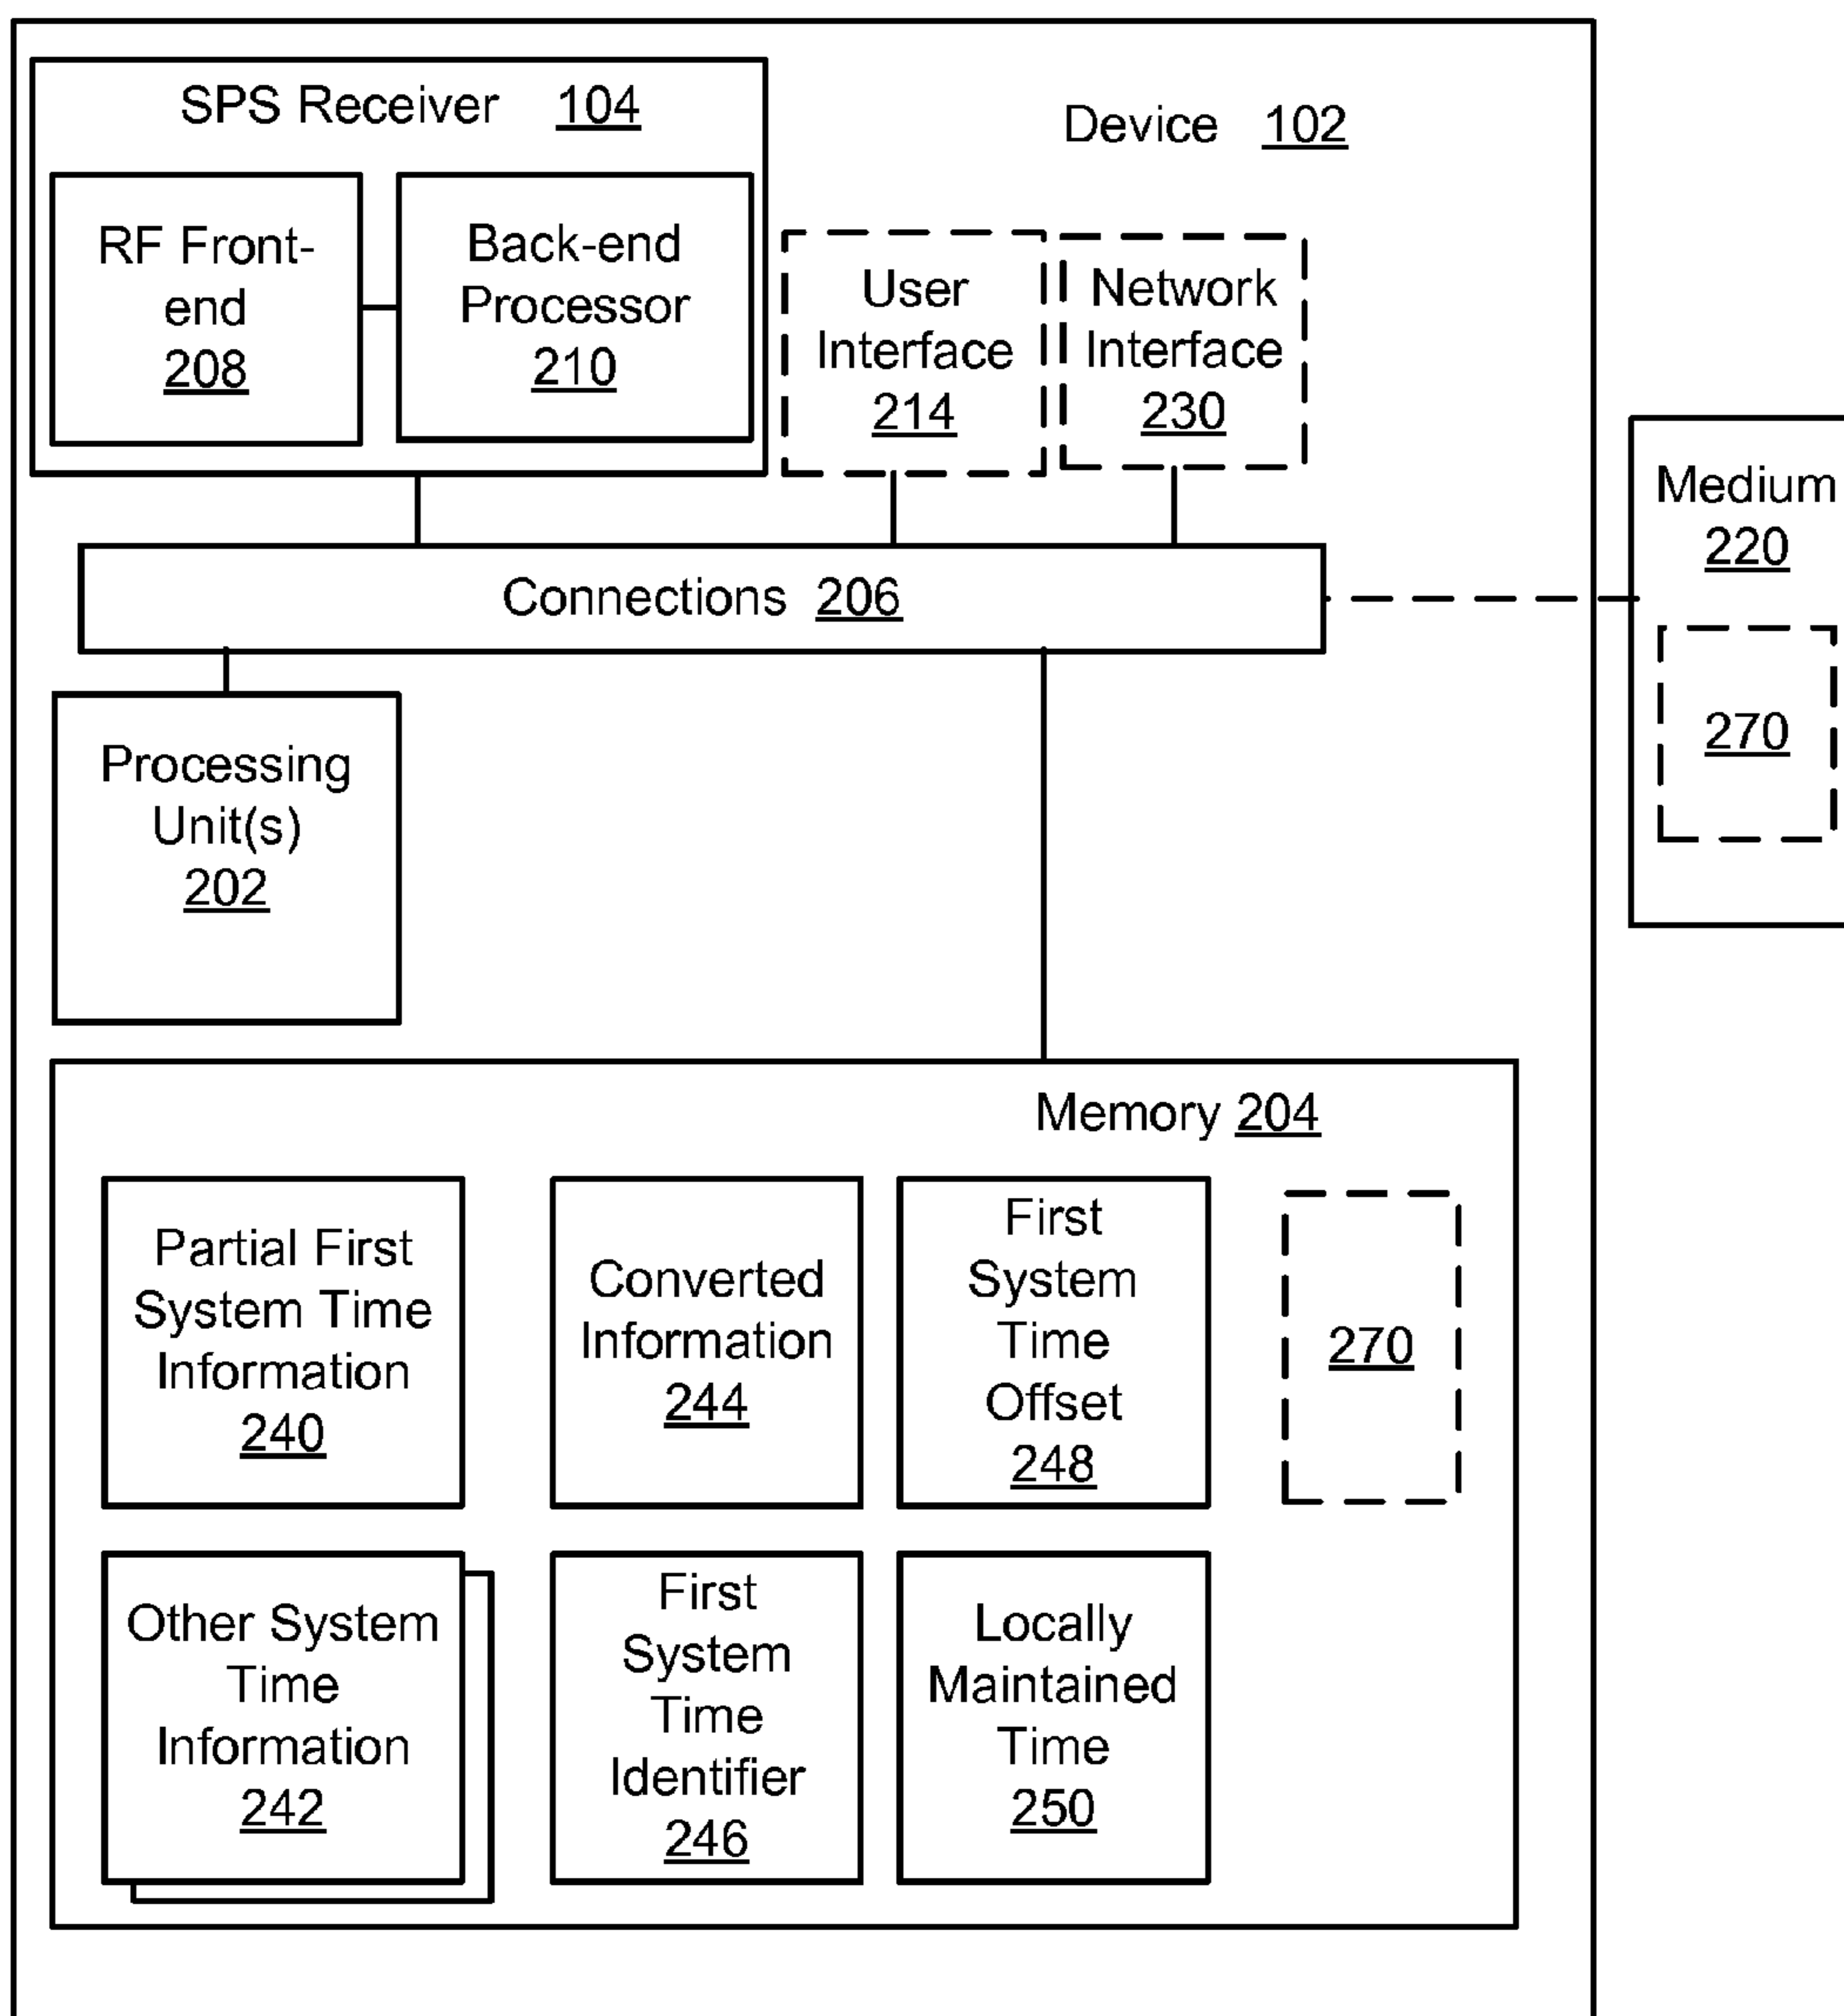 SPS Receiver 104
Device 102
RF Front-
end
208
Back-end
Processor
210
User
Interface
214
Network
Interface
230
Medium
220
270
Connections 206
Processing
Unit(s)
202
Memory 204
Partial First
System Time
Information
240
Converted
Information
244
First
System
Time
Offset
248
270
Other System
Time
Information
242
First
System
Time
Identifier
246
Locally
Maintained
Time
250